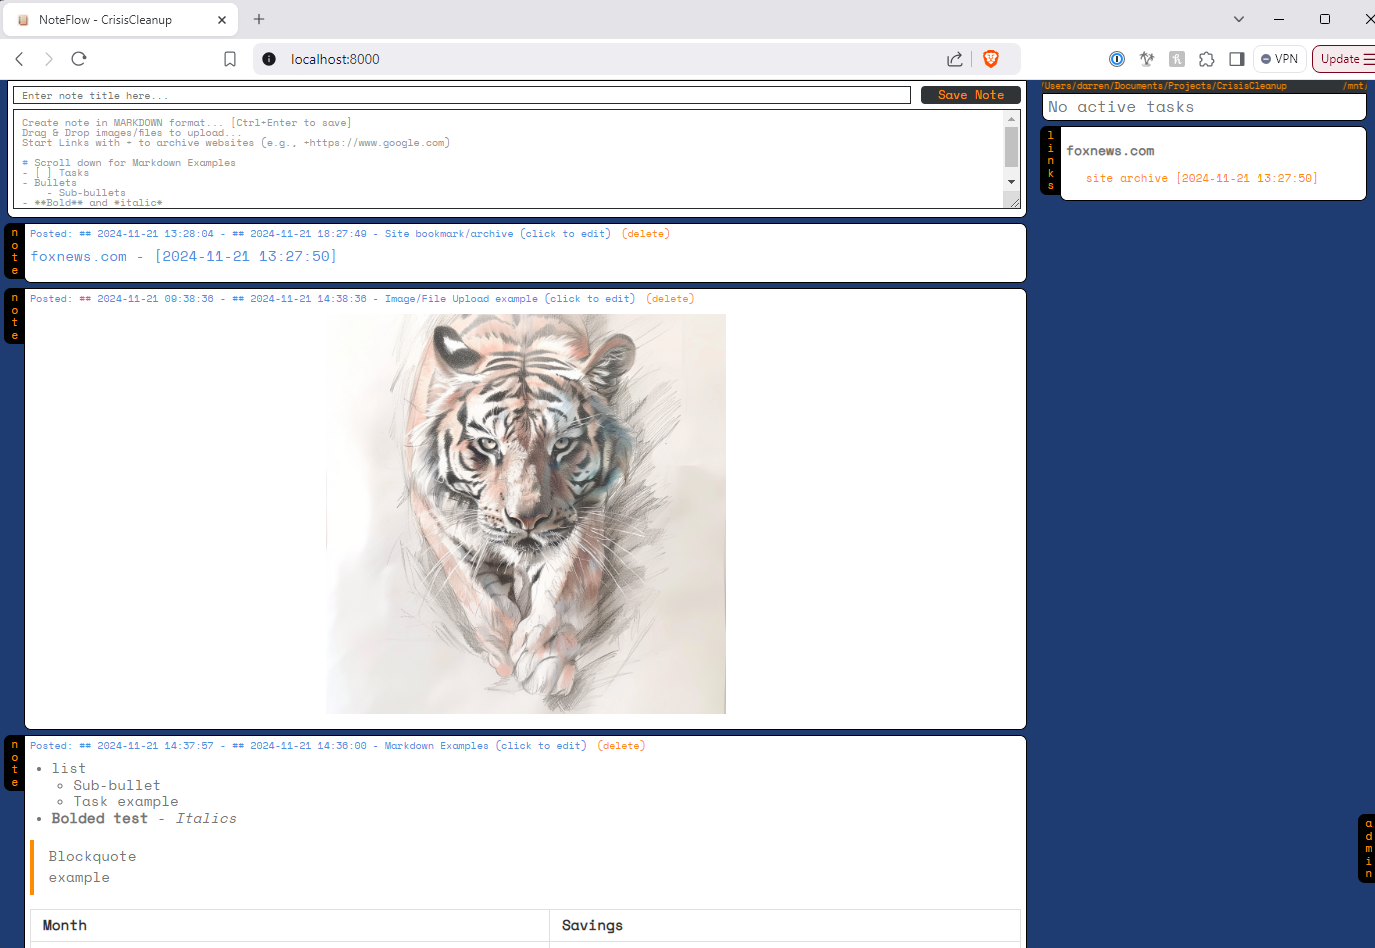 NoteFlow - CrisisCleanup
localhost:8000
VPN
Update
Enter note title here...
Save Note
Create note in MARKDOWN format... [Ctrl+Enter to save]
Drag & Drop images/files to upload...
Start Links with + to archive websites (e.g., +https://www.google.com)
# Scroll down for Markdown Examples
- [ ] Tasks
- Bullets
- Sub-bullets
- **Bold** and *italic*
/Users/darren/Documents/Projects/CrisisCleanup /mnt/
No active tasks
links
foxnews.com
site archive [2024-11-21 13:27:50]
note
Posted: ## 2024-11-21 13:28:04 - ## 2024-11-21 18:27:49 - Site bookmark/archive (click to edit) (delete)
foxnews.com - [2024-11-21 13:27:50]
note
Posted: ## 2024-11-21 09:38:36 - ## 2024-11-21 14:38:36 - Image/File Upload example (click to edit) (delete)
note
Posted: ## 2024-11-21 14:37:57 - ## 2024-11-21 14:36:00 - Markdown Examples (click to edit) (delete)
list
Sub-bullet
Task example
Bolded test - Italics
Blockquote
example
Month Savings
admin